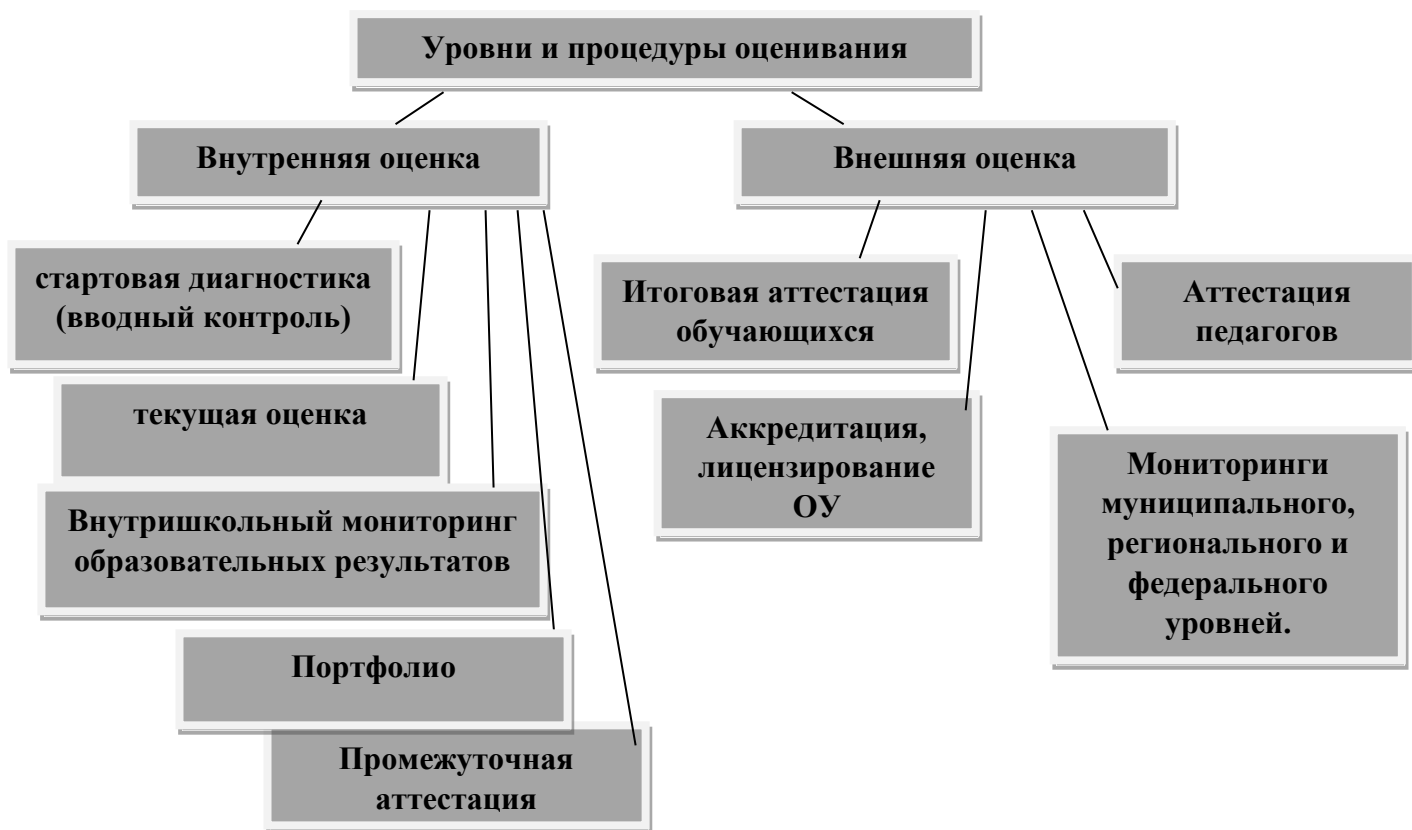 Уровни и процедуры оценивания
Внутренняя оценка
Внешняя оценка
стартовая диагностика
(вводный контроль)
текущая оценка
Внутришкольный мониторинг
образовательных результатов
Портфолио
Промежуточная
аттестация
Итоговая аттестация
обучающихся
Аттестация
педагогов
Аккредитация,
лицензирование
ОУ
Мониторинги
муниципального,
регионального и
федерального
уровней.